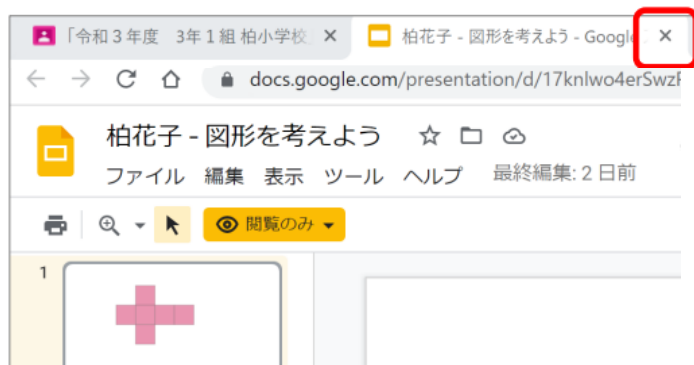 「令和３年度　3年１組 柏小学校
柏花子 - 図形を考えよう - Google
docs.google.com/presentation/d/17knlwo4erSwzF
柏花子 - 図形を考えよう
ファイル 編集 表示 ツール ヘルプ 最終編集: 2 日前
閲覧のみ
1